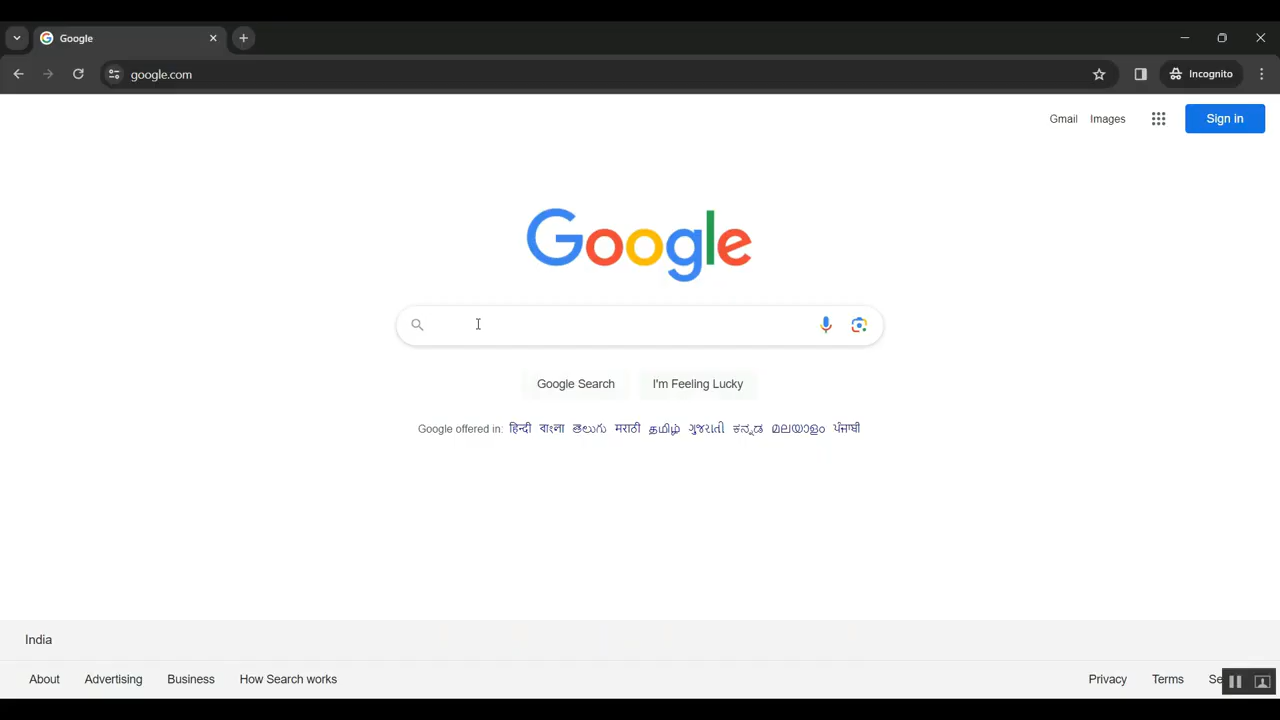 Google
google.com
Incognito
Gmail Images Sign in
Google
Google Search I'm Feeling Lucky
Google offered in: हिन्दी বাংলা తెలుగు मराठी தமிழ் ગુજરાતી ಕನ್ನಡ മലയാളം ਪੰਜਾਬੀ
India
About Advertising Business How Search works Privacy Terms Se